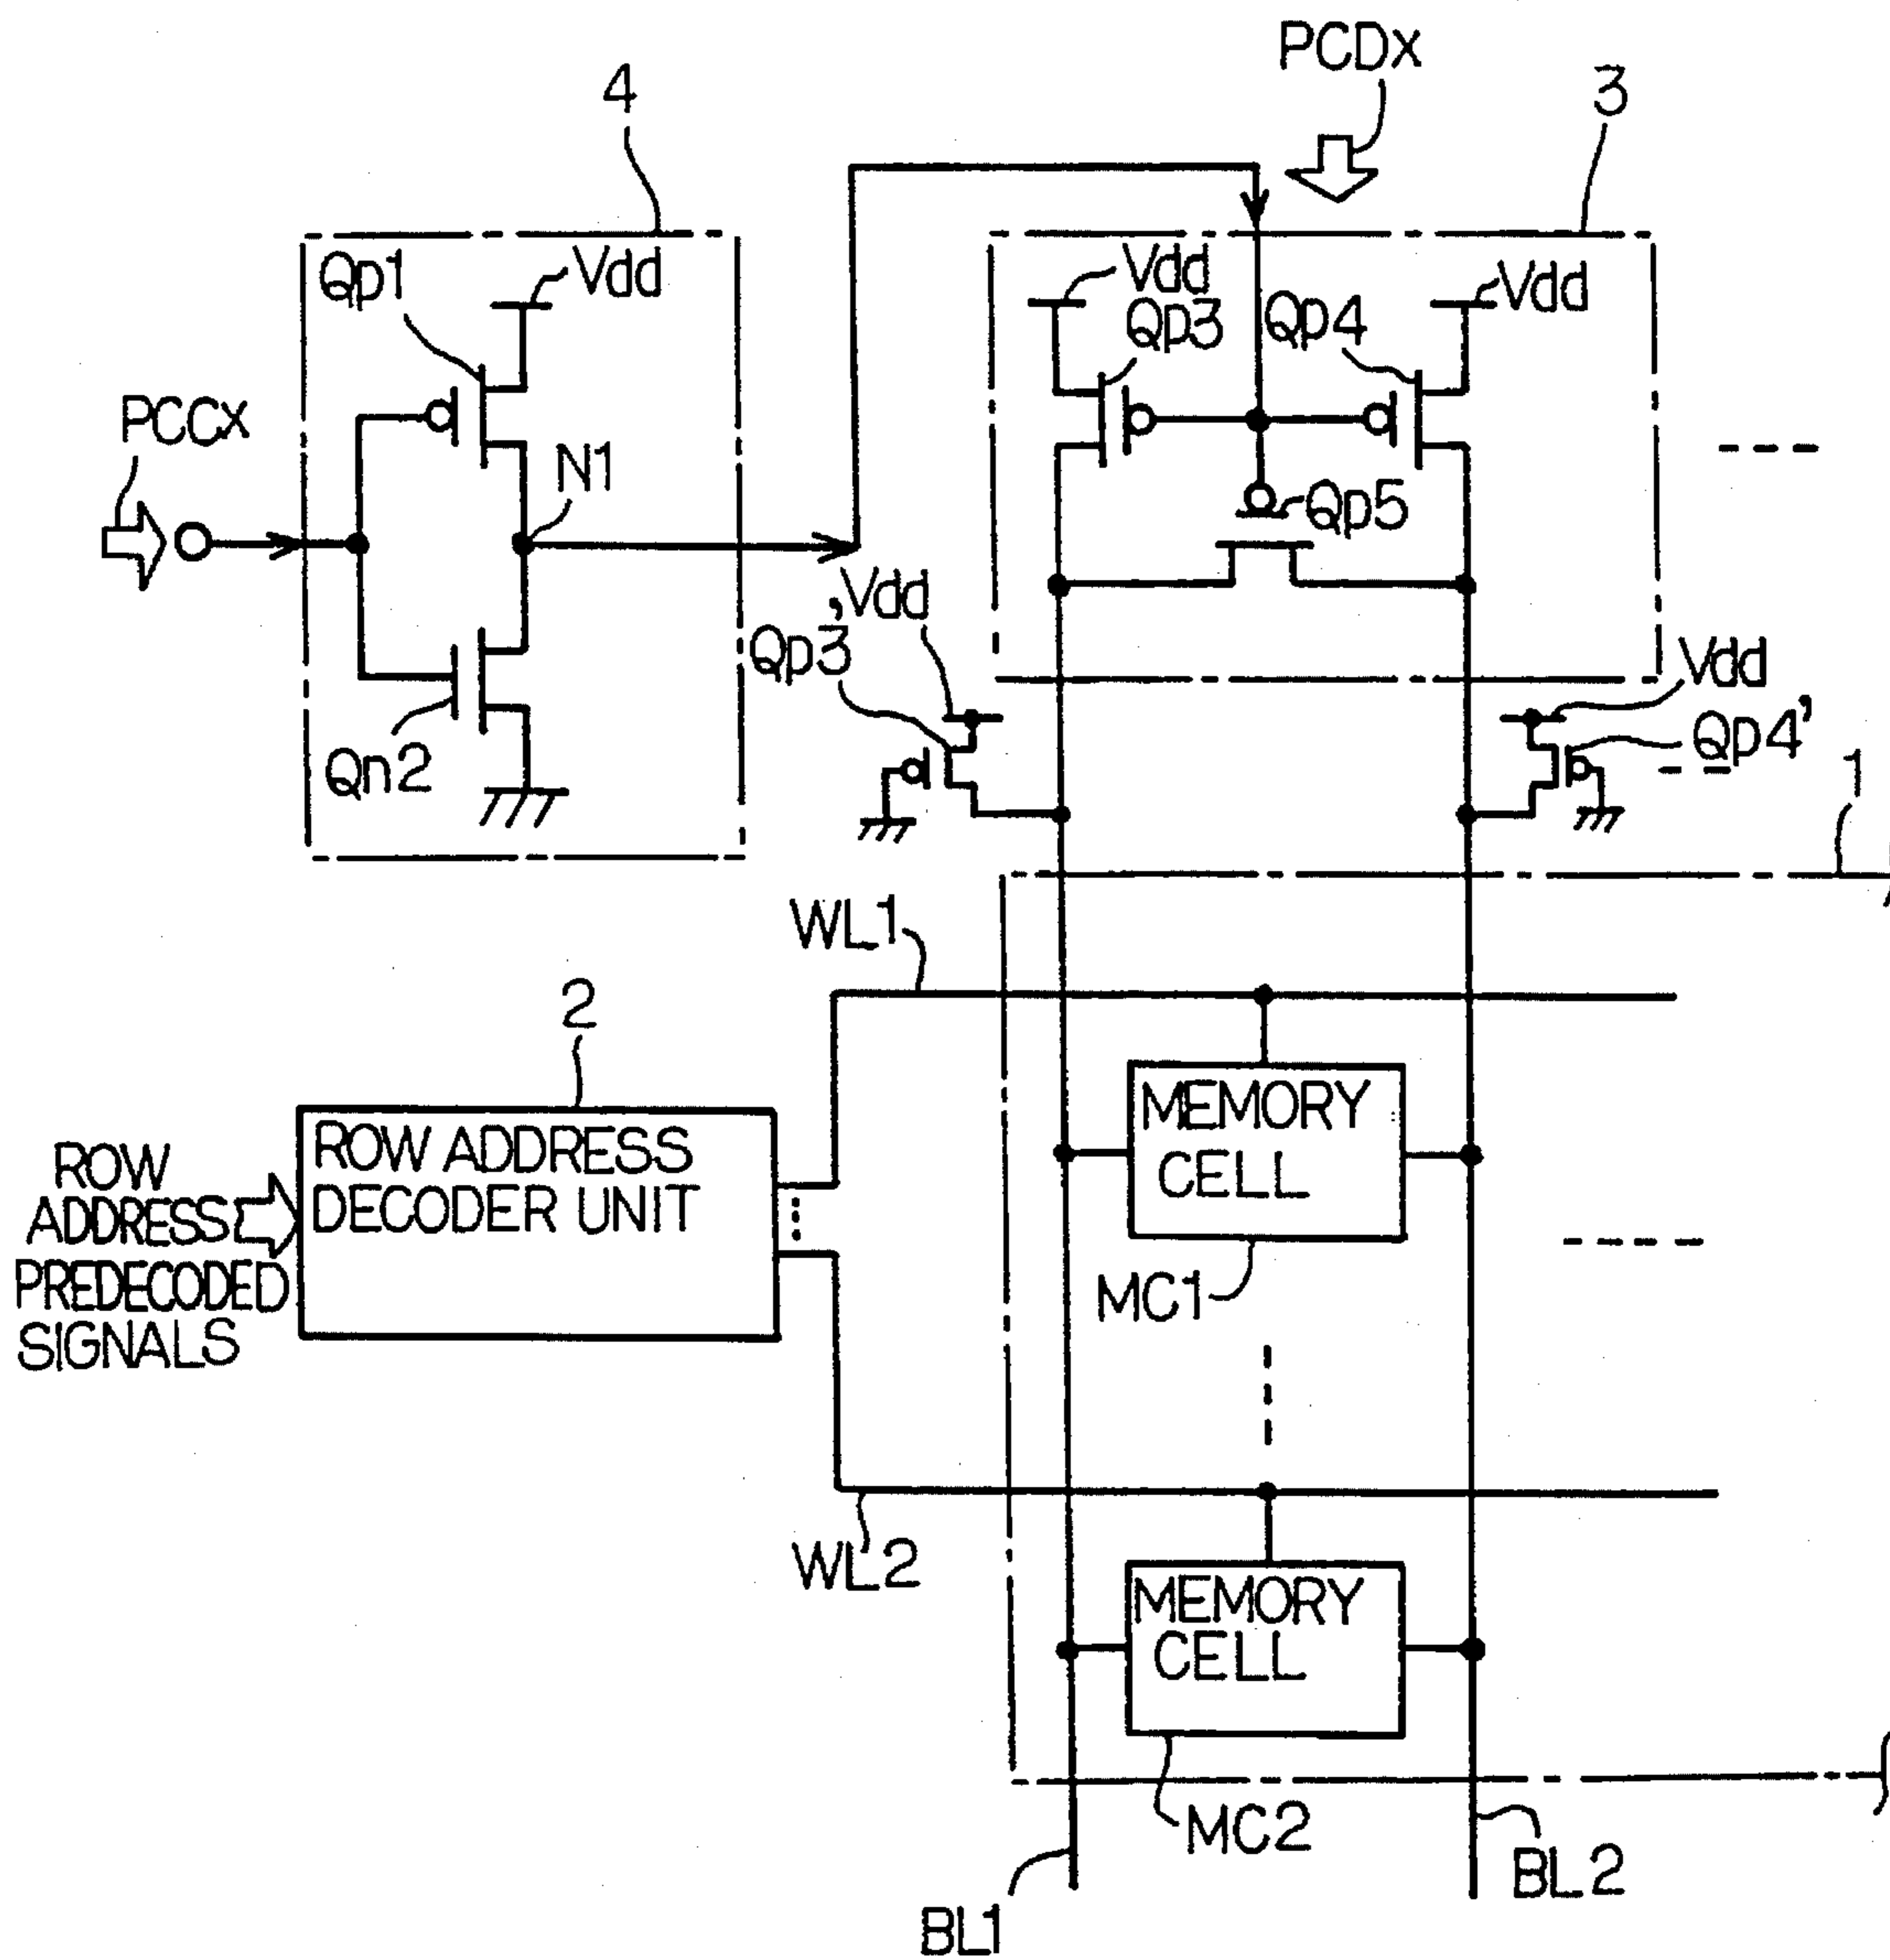 PCDX
4
3
Qp1
Vdd
Vdd
Qp3
Qp4
Vdd
PCCX
N1
Qp5
Vdd
Qp3'
Qn2
Vdd
Qp4'
1
WL1
2
MEMORY
CELL
ROW
ADDRESS
PREDECODED
SIGNALS
ROW ADDRESS
DECODER UNIT
MC1
WL2
MEMORY
CELL
MC2
BL1
BL2